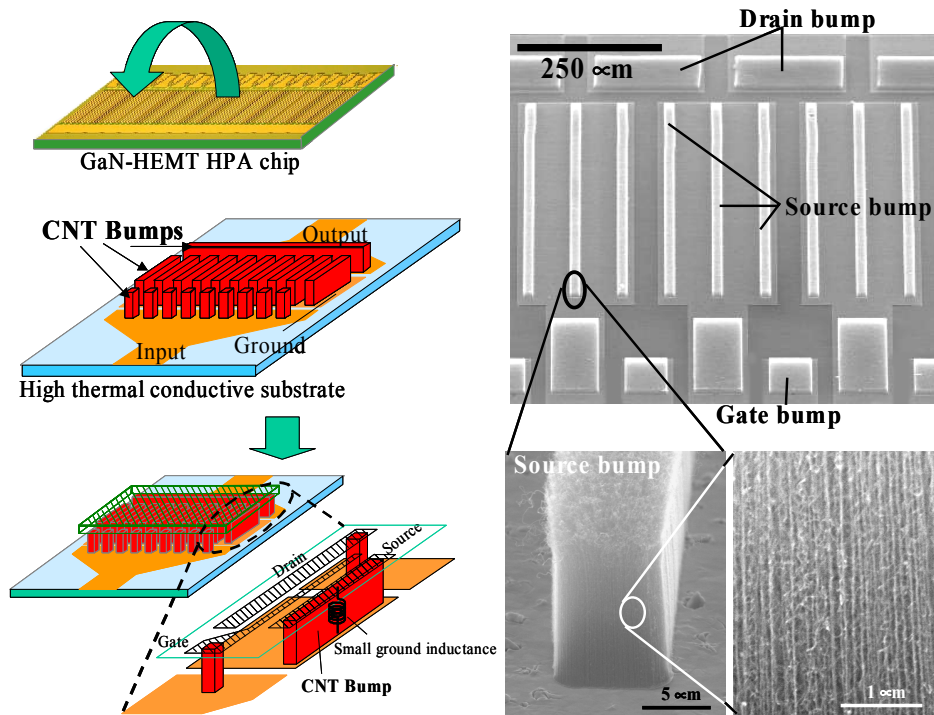 GaN-HEMT HPA chip
CNT Bumps
Output
Input
Ground
High thermal conductive substrate
Drain
Source
Gate
Small ground inductance
CNT Bump
Drain bump
250 ∝m
Source bump
Gate bump
Source bump
5 ∝m
1 ∝m